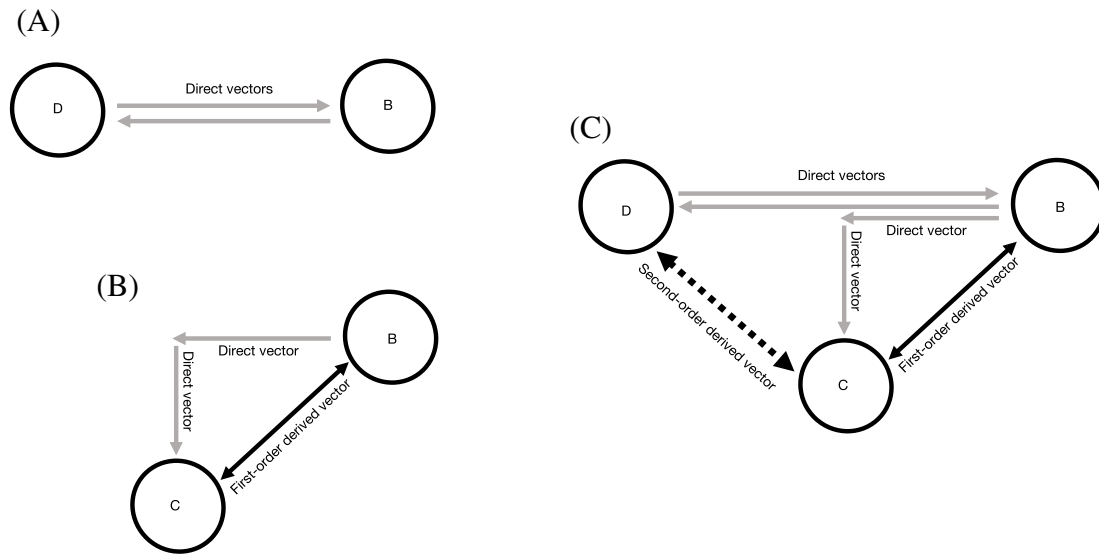 (A)
D
Direct vectors
B
(B)
B
Direct vector
Direct vector
First-order derived vector
C
(C)
D
Direct vectors
B
Direct vector
Direct vector
Second-order derived vector
First-order derived vector
C